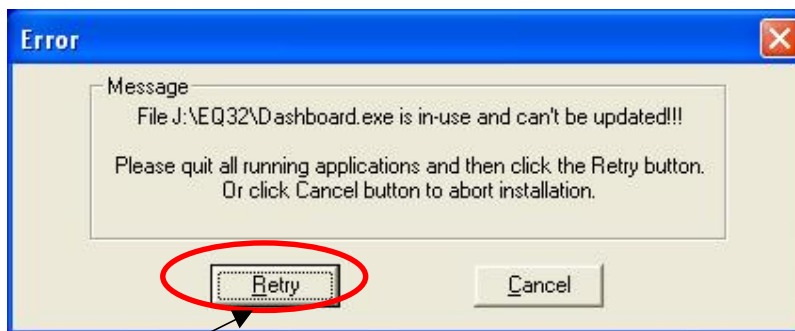 Error
Message
File J:\EQ32\Dashboard.exe is in-use and can't be updated!!!
Please quit all running applications and then click the Retry button.
Or click Cancel button to abort installation.
Retry
Cancel